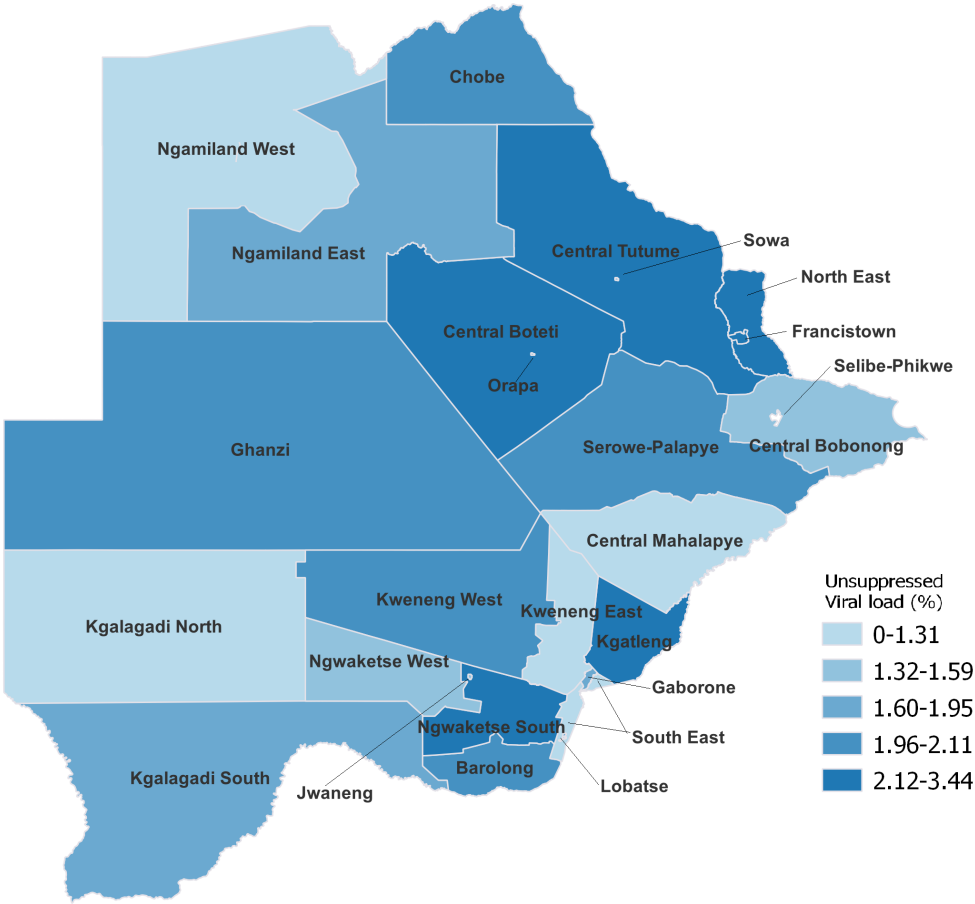 Chobe
Ngamiland West
Ngamiland East
Central Tutume
Sowa
North East
Central Boteti
Francistown
Selibe-Phikwe
Orapa
Ghanzi
Serowe-Palapye
Central Bobonong
Central Mahalapye
Unsuppressed
Viral load (%)
0-1.31
1.32-1.59
1.60-1.95
1.96-2.11
2.12-3.44
Kweneng West
Kweneng East
Kgalagadi North
Kgatleng
Ngwaketse West
Gaborone
Ngwaketse South
South East
Barolong
Kgalagadi South
Lobatse
Jwaneng